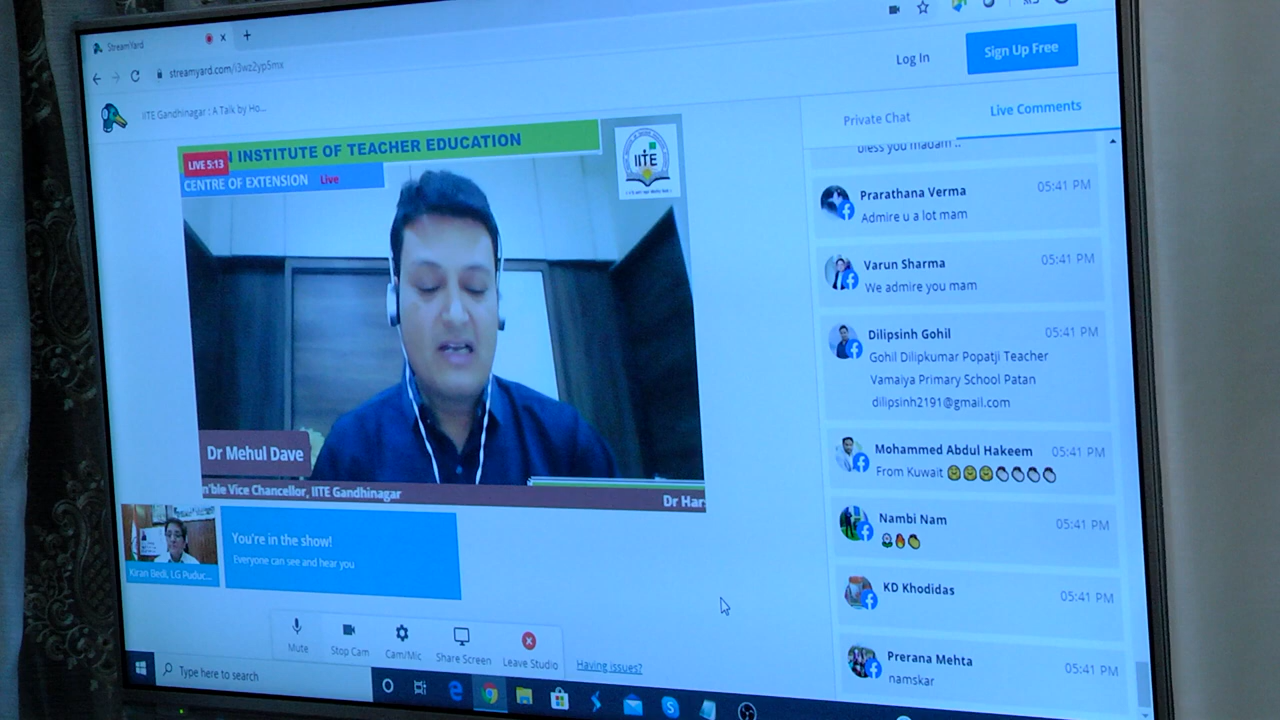 StreamYard
streamyard.com/i3wz2yp5mx
IITE Gandhinagar : A Talk by Ho...
Log In
Sign Up Free
Private Chat
Live Comments
LIVE 5:13
N INSTITUTE OF TEACHER EDUCATION
CENTRE OF EXTENSION Live
IITE
Dr Mehul Dave
n'ble Vice Chancellor, IITE Gandhinagar
Dr Hars
Kiran Bedi, LG Puduc...
You're in the show!
Everyone can see and hear you
Mute
Stop Cam
Cam/Mic
Share Screen
Leave Studio
Having issues?
bless you madam ..
Prarathana Verma 05:41 PM
Admire u a lot mam
Varun Sharma 05:41 PM
We admire you mam
Dilipsinh Gohil 05:41 PM
Gohil Dilipkumar Popatji Teacher
Vamaiya Primary School Patan
dilipsinh2191@gmail.com
Mohammed Abdul Hakeem 05:41 PM
From Kuwait
Nambi Nam 05:41 PM
KD Khodidas 05:41 PM
Prerana Mehta 05:41 PM
namskar
Type here to search